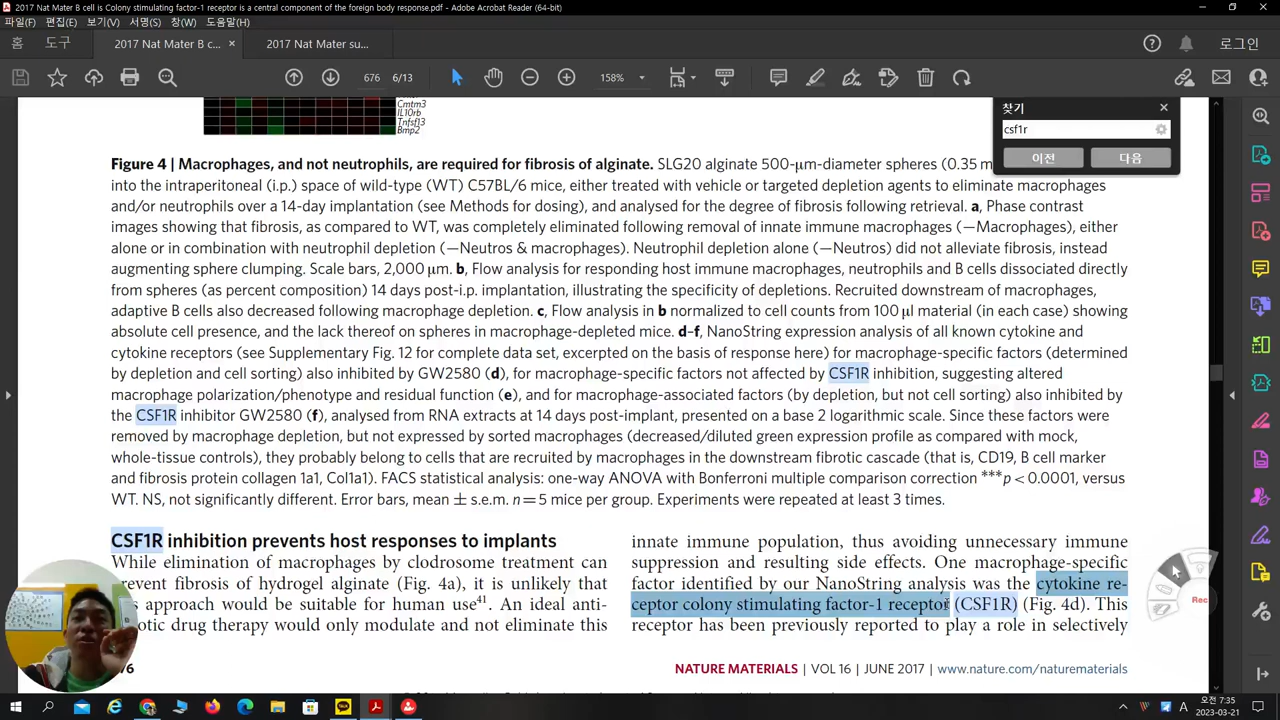 2017 Nat Mater B cell is Colony stimulating factor-1 receptor is a central component of the foreign body response.pdf - Adobe Acrobat Reader (64-bit)
파일(F) 편집(E) 보기(V) 서명(S) 창(W) 도움말(H)
홈 도구 2017 Nat Mater B c... × 2017 Nat Mater su... 로그인
676 6/13 158%
찾기
csf1r
이전 다음
Cmtm3
IL10rb
Tnfsf13
Bmp2
Figure 4 | Macrophages, and not neutrophils, are required for fibrosis of alginate. SLG20 alginate 500-μm-diameter spheres (0.35 m
into the intraperitoneal (i.p.) space of wild-type (WT) C57BL/6 mice, either treated with vehicle or targeted depletion agents to eliminate macrophages
and/or neutrophils over a 14-day implantation (see Methods for dosing), and analysed for the degree of fibrosis following retrieval. a, Phase contrast
images showing that fibrosis, as compared to WT, was completely eliminated following removal of innate immune macrophages (−Macrophages), either
alone or in combination with neutrophil depletion (−Neutros & macrophages). Neutrophil depletion alone (−Neutros) did not alleviate fibrosis, instead
augmenting sphere clumping. Scale bars, 2,000 μm. b, Flow analysis for responding host immune macrophages, neutrophils and B cells dissociated directly
from spheres (as percent composition) 14 days post-i.p. implantation, illustrating the specificity of depletions. Recruited downstream of macrophages,
adaptive B cells also decreased following macrophage depletion. c, Flow analysis in b normalized to cell counts from 100 μl material (in each case) showing
absolute cell presence, and the lack thereof on spheres in macrophage-depleted mice. d–f, NanoString expression analysis of all known cytokine and
cytokine receptors (see Supplementary Fig. 12 for complete data set, excerpted on the basis of response here) for macrophage-specific factors (determined
by depletion and cell sorting) also inhibited by GW2580 (d), for macrophage-specific factors not affected by CSF1R inhibition, suggesting altered
macrophage polarization/phenotype and residual function (e), and for macrophage-associated factors (by depletion, but not cell sorting) also inhibited by
the CSF1R inhibitor GW2580 (f), analysed from RNA extracts at 14 days post-implant, presented on a base 2 logarithmic scale. Since these factors were
removed by macrophage depletion, but not expressed by sorted macrophages (decreased/diluted green expression profile as compared with mock,
whole-tissue controls), they probably belong to cells that are recruited by macrophages in the downstream fibrotic cascade (that is, CD19, B cell marker
and fibrosis protein collagen 1a1, Col1a1). FACS statistical analysis: one-way ANOVA with Bonferroni multiple comparison correction ***p < 0.0001, versus
WT. NS, not significantly different. Error bars, mean ± s.e.m. n = 5 mice per group. Experiments were repeated at least 3 times.
CSF1R inhibition prevents host responses to implants
While elimination of macrophages by clodrosome treatment can
prevent fibrosis of hydrogel alginate (Fig. 4a), it is unlikely that
s approach would be suitable for human use41. An ideal anti-
otic drug therapy would only modulate and not eliminate this
innate immune population, thus avoiding unnecessary immune
suppression and resulting side effects. One macrophage-specific
factor identified by our NanoString analysis was the cytokine re-
ceptor colony stimulating factor-1 receptor (CSF1R) (Fig. 4d). This
receptor has been previously reported to play a role in selectively
Rec
76 NATURE MATERIALS | VOL 16 | JUNE 2017 | www.nature.com/naturematerials
A 오전 7:35
2023-03-21